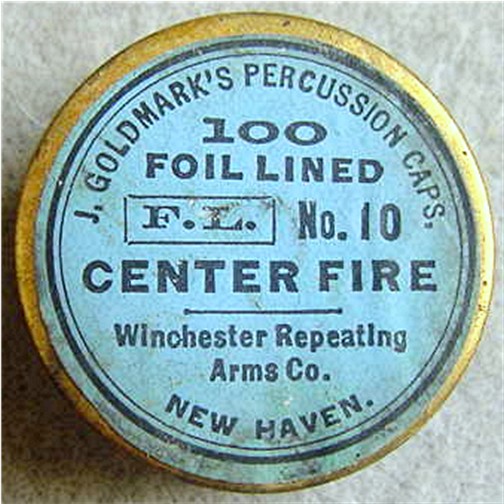 J. GOLDMARK'S PERCUSSION CAPS,
100
FOIL LINED
F.L. No. 10
CENTER FIRE
Winchester Repeating
Arms Co.
NEW HAVEN.